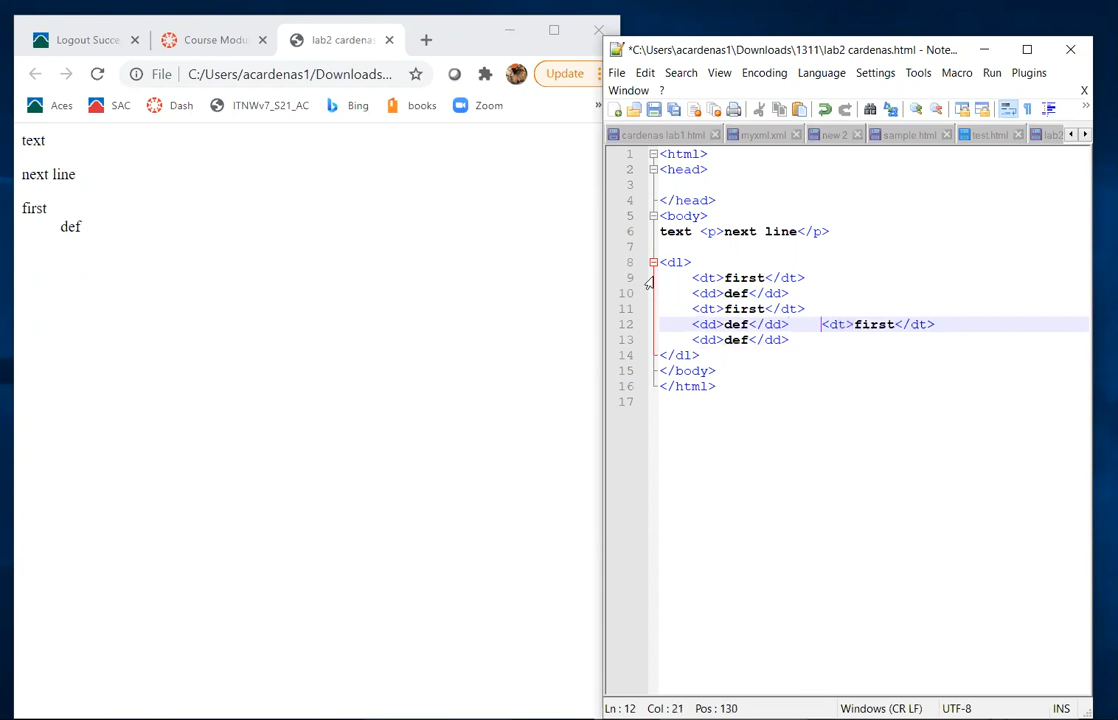 Logout Succe
Course Modu
lab2 cardenas
File C:/Users/acardenas1/Downloads... Update
Aces SAC Dash ITNWv7_S21_AC Bing books Zoom »
text
next line
first
def
*C:\Users\acardenas1\Downloads\1311\lab2 cardenas.html - Note...
File Edit Search View Encoding Language Settings Tools Macro Run Plugins
Window ? X
cardenas lab1.html myxml.xml new 2 sample.html test.html lab2
1 <html>
2 <head>
3
4 </head>
5 <body>
6 text <p>next line</p>
7
8 <dl>
9 <dt>first</dt>
10 <dd>def</dd>
11 <dt>first</dt>
12 <dd>def</dd> <dt>first</dt>
13 <dd>def</dd>
14 </dl>
15 </body>
16 </html>
17
Ln : 12 Col : 21 Pos : 130 Windows (CR LF) UTF-8 INS